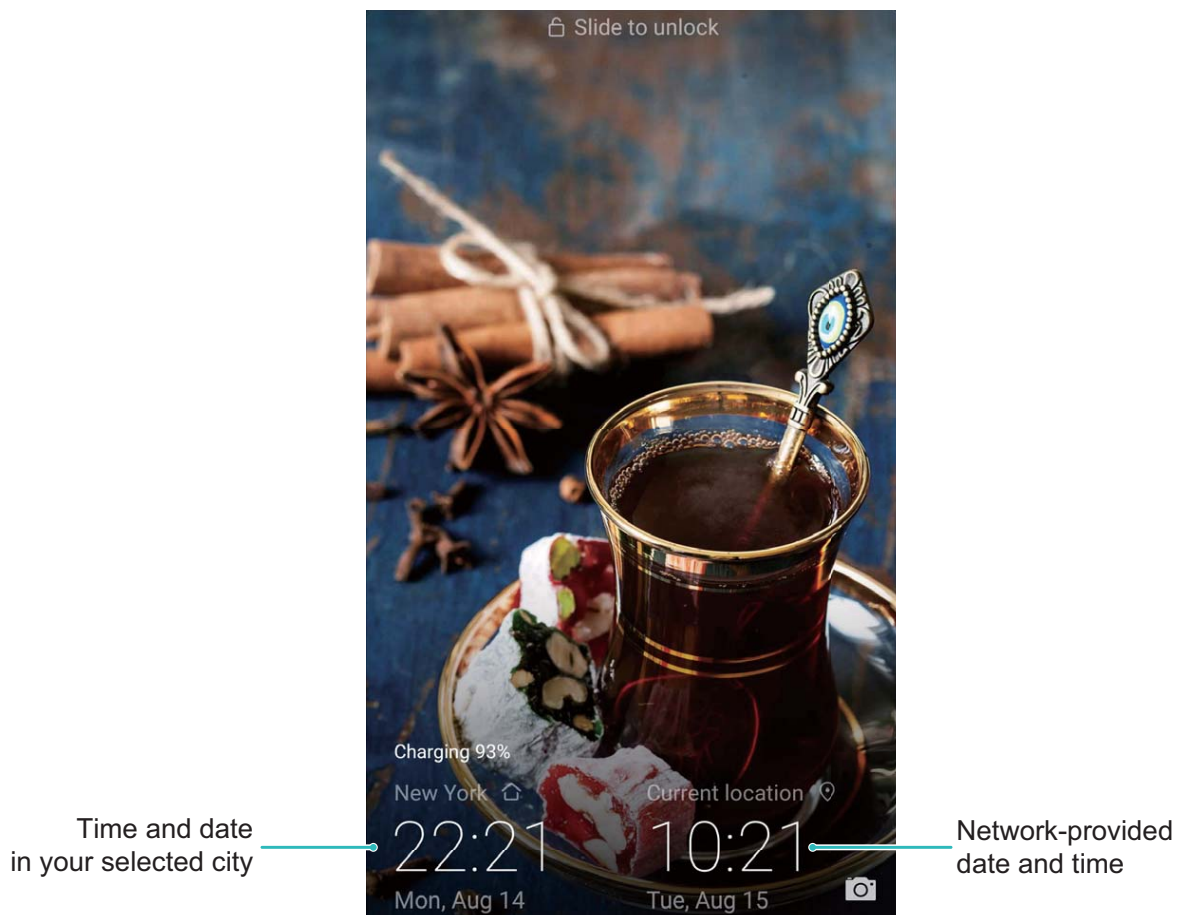 Slide to unlock
Charging 93%
New York
Current location
22:21
10:21
Mon, Aug 14
Tue, Aug 15
Time and date
in your selected city
Network-provided
date and time